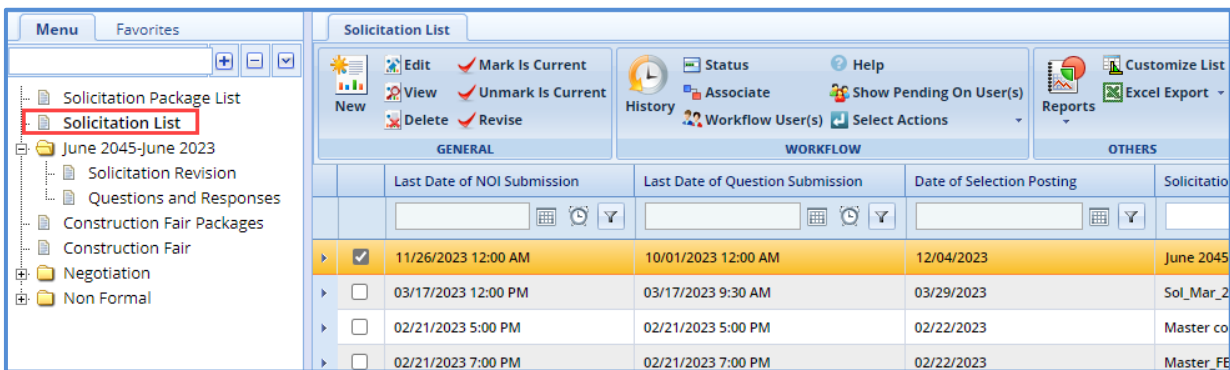 Menu
Favorites
Solicitation Package List
Solicitation List
June 2045-June 2023
Solicitation Revision
Questions and Responses
Construction Fair Packages
Construction Fair
Negotiation
Non Formal
Solicitation List
New
Edit
Mark Is Current
View
Unmark Is Current
Delete
Revise
GENERAL
History
Status
Help
Associate
Show Pending On User(s)
Workflow User(s)
Select Actions
WORKFLOW
Reports
Customize List
Excel Export
OTHERS
Last Date of NOI Submission Last Date of Question Submission Date of Selection Posting Solicitatio
11/26/2023 12:00 AM 10/01/2023 12:00 AM 12/04/2023 June 2045
03/17/2023 12:00 PM 03/17/2023 9:30 AM 03/29/2023 Sol_Mar_2
02/21/2023 5:00 PM 02/21/2023 5:00 PM 02/22/2023 Master co
02/21/2023 7:00 PM 02/21/2023 7:00 PM 02/22/2023 Master_FE